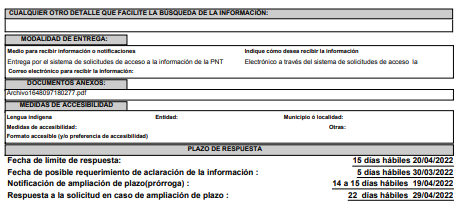 CUALQUIER OTRO DETALLE QUE FACILITE LA BÚSQUEDA DE LA INFORMACIÓN:
MODALIDAD DE ENTREGA:
Medio para recibir información o notificaciones Indique cómo desea recibir la información
Entrega por el sistema de solicitudes de acceso a la información de la PNT Electrónico a través del sistema de solicitudes de acceso la
Correo electrónico para recibir la información:
DOCUMENTOS ANEXOS:
Archivo1648097180277.pdf
MEDIDAS DE ACCESIBILIDAD
Lengua indígena Entidad: Municipio ó localidad:
Medidas de accesibilidad: Otras:
Formato accesible (y/o preferencia de accesibilidad)
PLAZO DE RESPUESTA
Fecha de límite de respuesta: 15 días hábiles 20/04/2022
Fecha de posible requerimiento de aclaración de la información : 5 días hábiles 30/03/2022
Notificación de ampliación de plazo(prórroga) : 14 a 15 días hábiles 19/04/2022
Respuesta a la solicitud en caso de ampliación de plazo : 22 días hábiles 29/04/2022